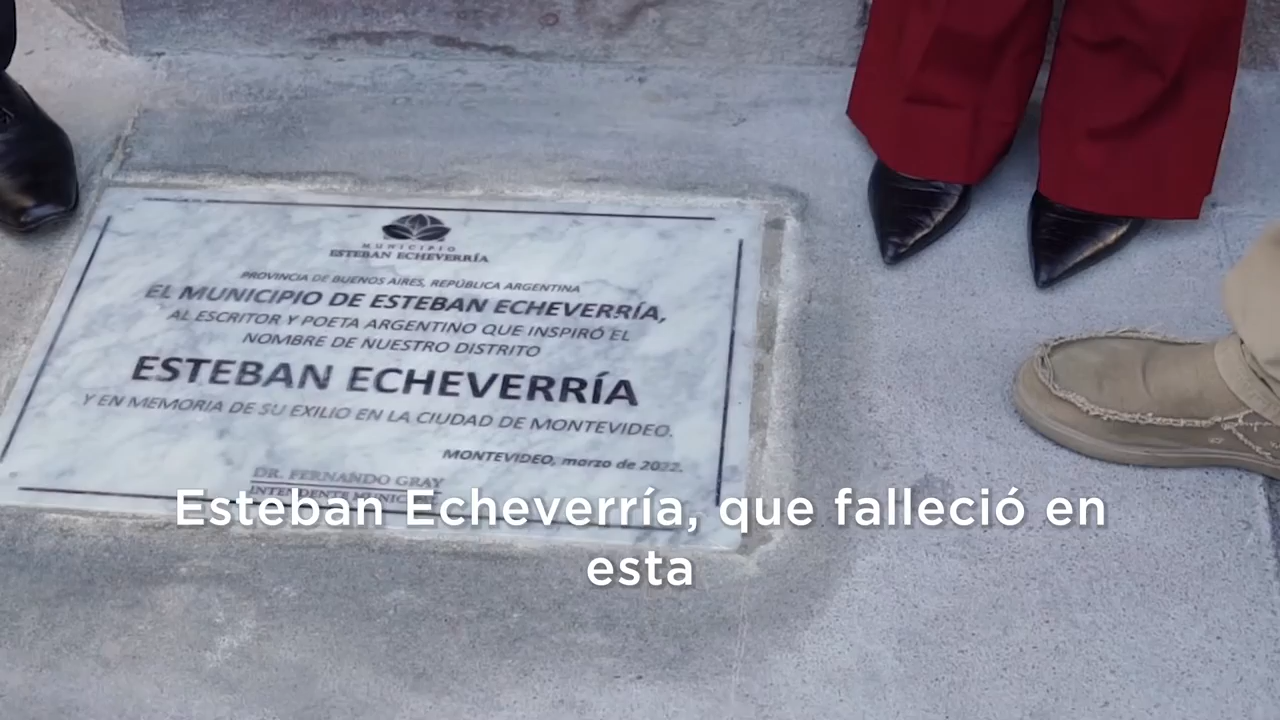 MUNICIPIO
ESTEBAN ECHEVERRÍA
PROVINCIA DE BUENOS AIRES, REPÚBLICA ARGENTINA
EL MUNICIPIO DE ESTEBAN ECHEVERRÍA,
AL ESCRITOR Y POETA ARGENTINO QUE INSPIRÓ EL
NOMBRE DE NUESTRO DISTRITO
ESTEBAN ECHEVERRÍA
Y EN MEMORIA DE SU EXILIO EN LA CIUDAD DE MONTEVIDEO.
MONTEVIDEO, marzo de 2022.
DR. FERNANDO GRAY
Esteban Echeverría, que falleció en
esta